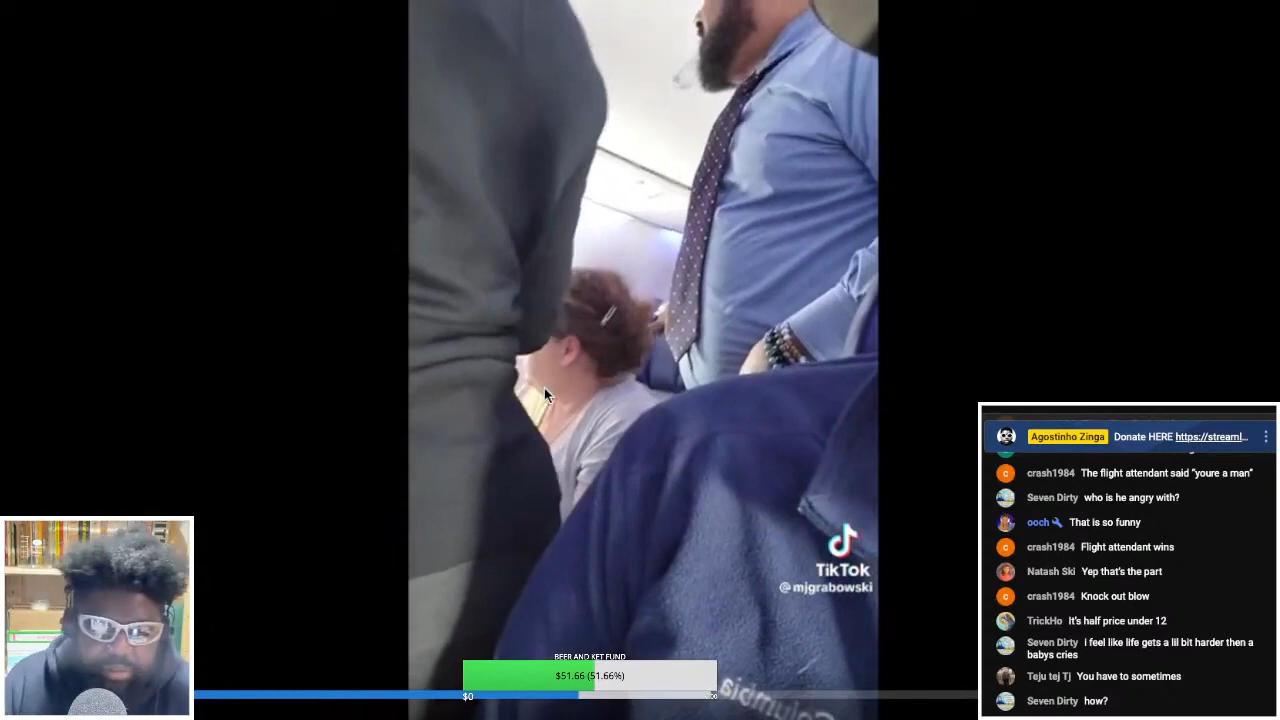 TikTok
@mjgrabowski
BEER AND KET FUND
$51.66 (51.66%)
$0
Columbia
Agostinho Zinga Donate HERE https://streaml...
crash1984 The flight attendant said "youre a man"
Seven Dirty who is he angry with?
ooch That is so funny
crash1984 Flight attendant wins
Natash Ski Yep that's the part
crash1984 Knock out blow
TrickHo It's half price under 12
Seven Dirty i feel like life gets a lil bit harder then a
babys cries
Teju tej Tj You have to sometimes
Seven Dirty how?